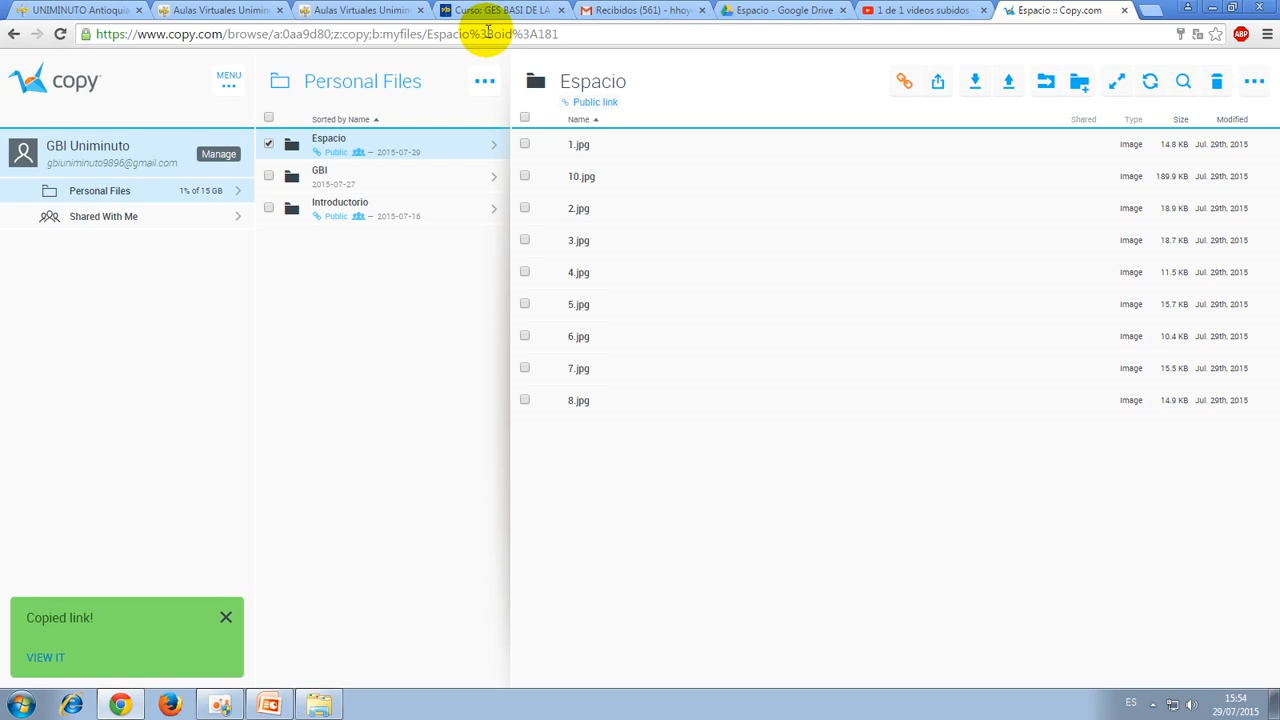 UNIMINUTO Antioquia
Aulas Virtuales Unimin
Aulas Virtuales Unimin
Curso: GES BASI DE LA
Recibidos (561) - hhoy
Espacio - Google Drive
1 de 1 videos subidos -
Espacio :: Copy.com
https://www.copy.com/browse/a:0aa9d80;z:copy;b:myfiles/Espacio%3Boid%3A181
ABP
copy
MENU
Personal Files
Espacio
Public link
Sorted by Name
Name
Shared
Type
Size
Modified
GBI Uniminuto
gbiuniminuto9896@gmail.com
Manage
Personal Files
1% of 15 GB
Shared With Me
Espacio
Public — 2015-07-29
GBI
2015-07-27
Introductorio
Public — 2015-07-16
1.jpg Image 14.8 KB Jul. 29th, 2015
10.jpg Image 189.9 KB Jul. 29th, 2015
2.jpg Image 18.9 KB Jul. 29th, 2015
3.jpg Image 18.7 KB Jul. 29th, 2015
4.jpg Image 11.5 KB Jul. 29th, 2015
5.jpg Image 15.7 KB Jul. 29th, 2015
6.jpg Image 10.4 KB Jul. 29th, 2015
7.jpg Image 15.5 KB Jul. 29th, 2015
8.jpg Image 14.9 KB Jul. 29th, 2015
Copied link!
VIEW IT
ES
15:54
29/07/2015